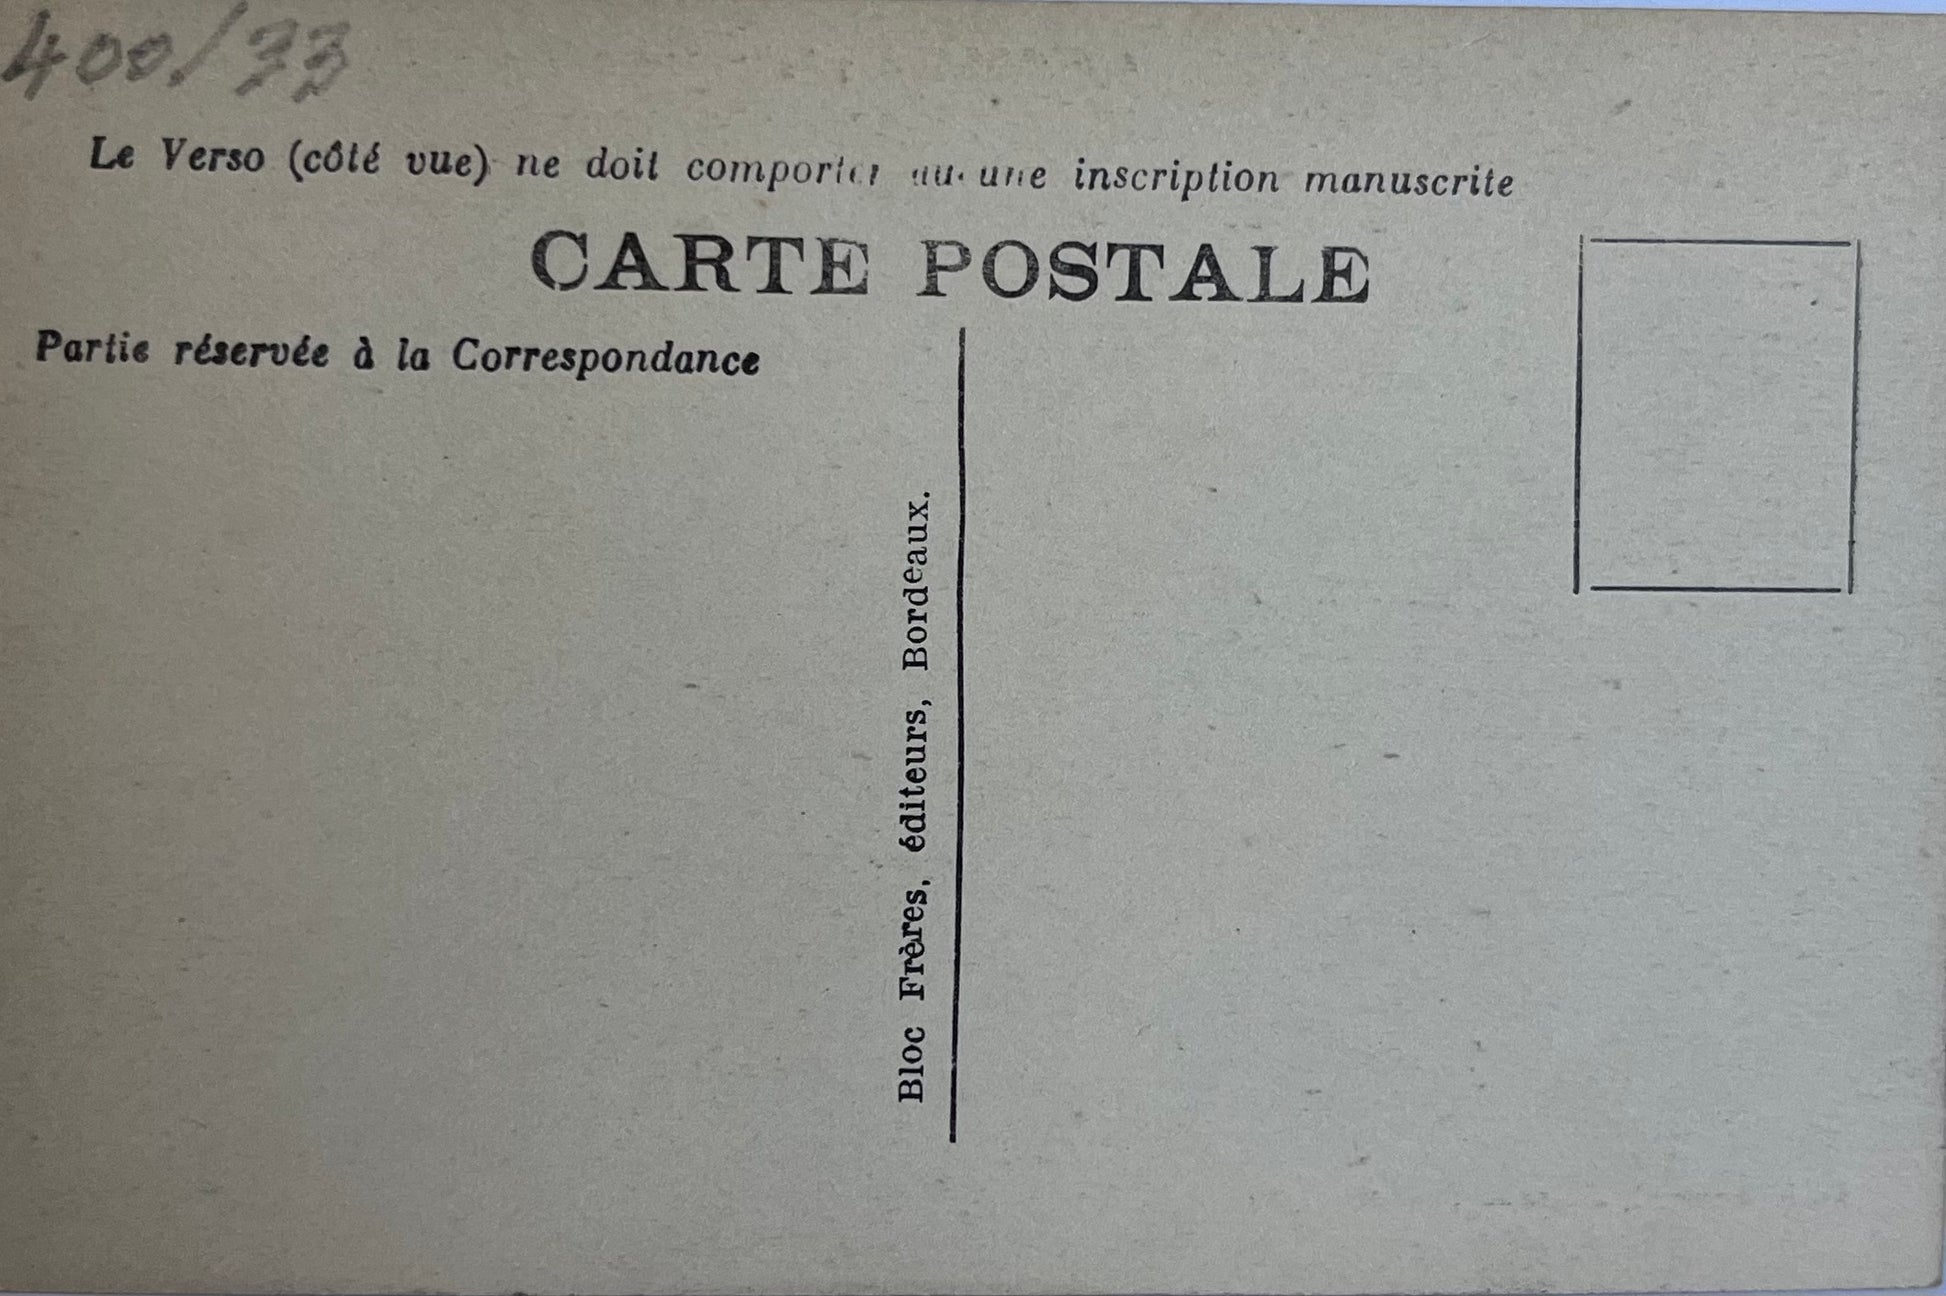 400/33
Le Verso (côté vue) ne doit comporter aucune inscription manuscrite
CARTE POSTALE
Partie réservée à la Correspondance
Bloc Frères, éditeurs, Bordeaux.